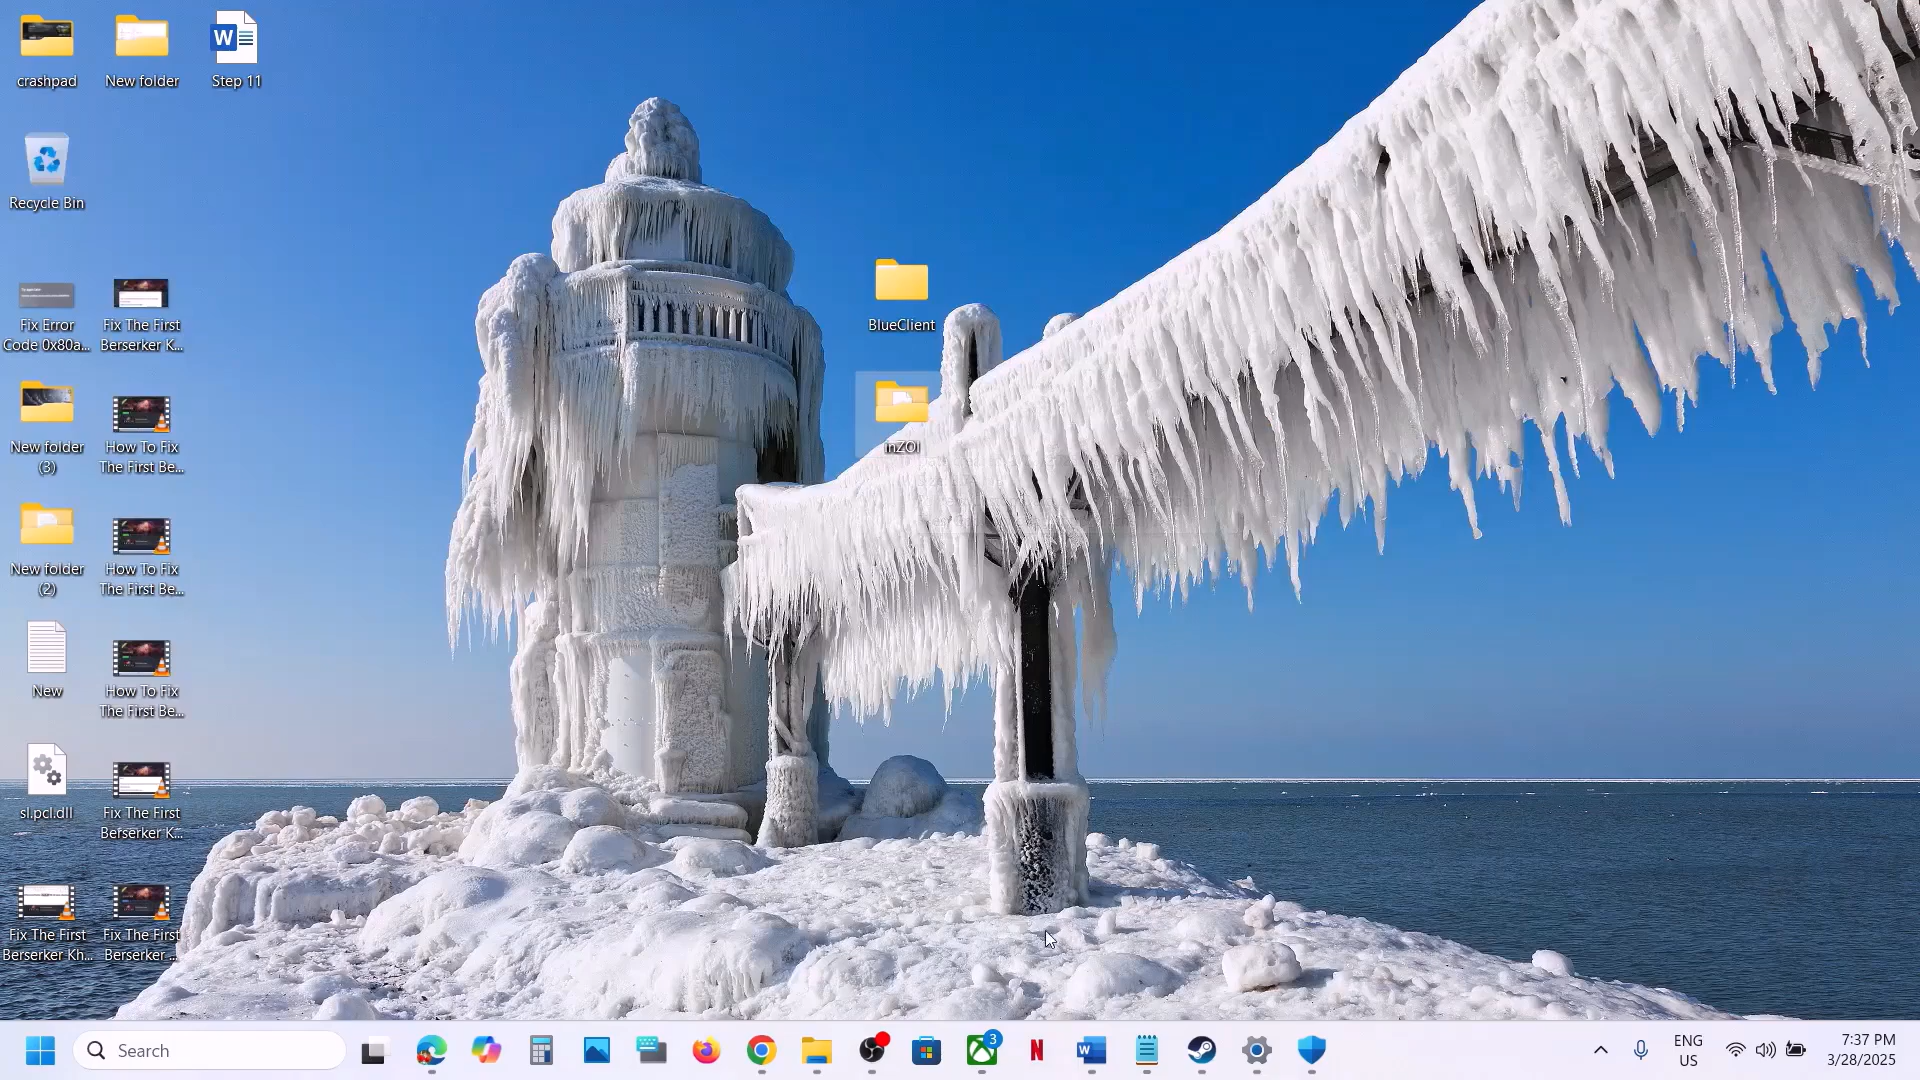 crashpad
New folder
Step 11
Recycle Bin
Fix Error
Code 0x80a...
Fix The First
Berserker K...
New folder
(3)
How To Fix
The First Be...
New folder
(2)
How To Fix
The First Be...
New
How To Fix
The First Be...
sl.pcl.dll
Fix The First
Berserker K...
Fix The First
Berserker Kh...
Fix The First
Berserker ...
BlueClient
inZOI
Search
3
ENG
US
7:37 PM
3/28/2025